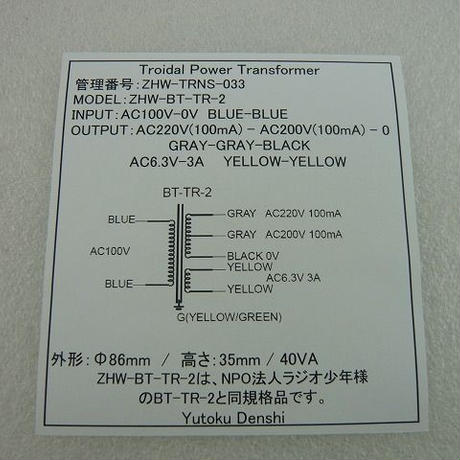 Troidal Power Transformer
管理番号:ZHW-TRNS-033
MODEL:ZHW-BT-TR-2
INPUT:AC100V-0V BLUE-BLUE
OUTPUT:AC220V(100mA)-AC200V(100mA)-0
GRAY-GRAY-BLACK
AC6.3V-3A YELLOW-YELLOW
BT-TR-2
BLUE
GRAY AC220V 100mA
GRAY AC200V 100mA
AC100V
BLACK 0V
YELLOW
AC6.3V 3A
BLUE
YELLOW
G(YELLOW/GREEN)
外形:Φ86mm / 高さ:35mm / 40VA
ZHW-BT-TR-2は、NPO法人ラジオ少年様
のBT-TR-2と同規格品です。
Yutoku Denshi